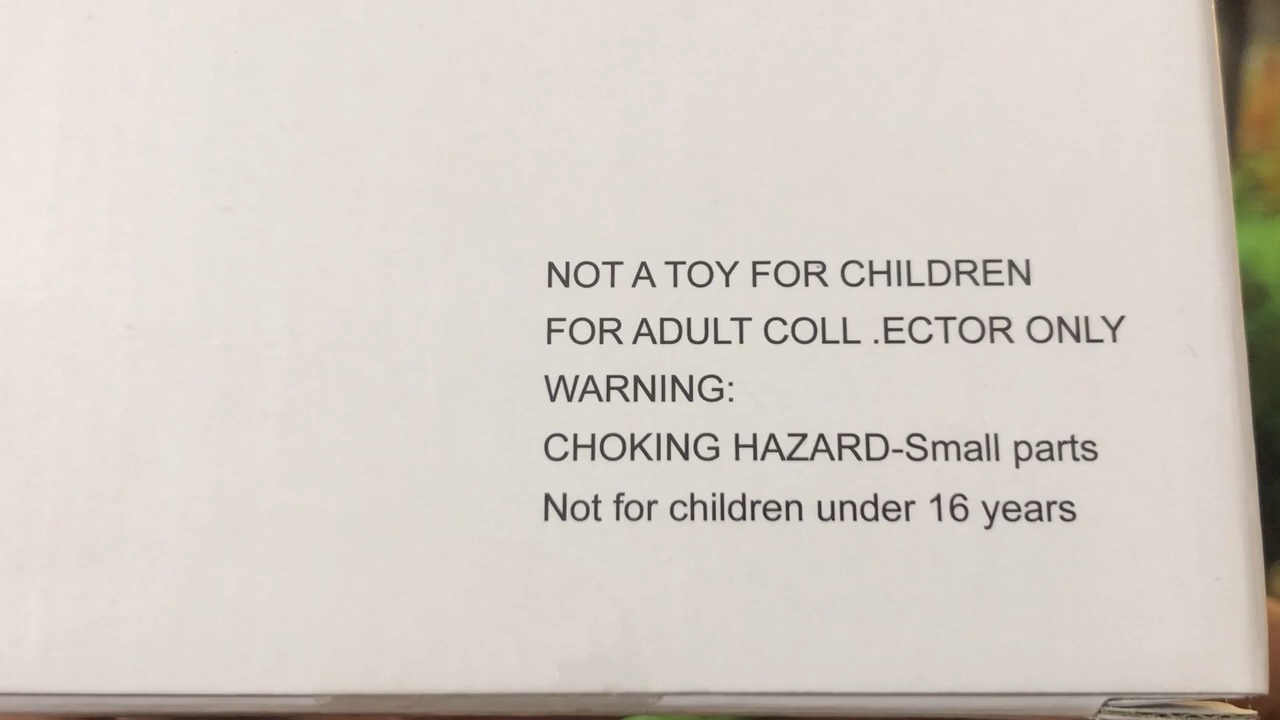 NOT A TOY FOR CHILDREN
FOR ADULT COLL .ECTOR ONLY
WARNING:
CHOKING HAZARD-Small parts
Not for children under 16 years